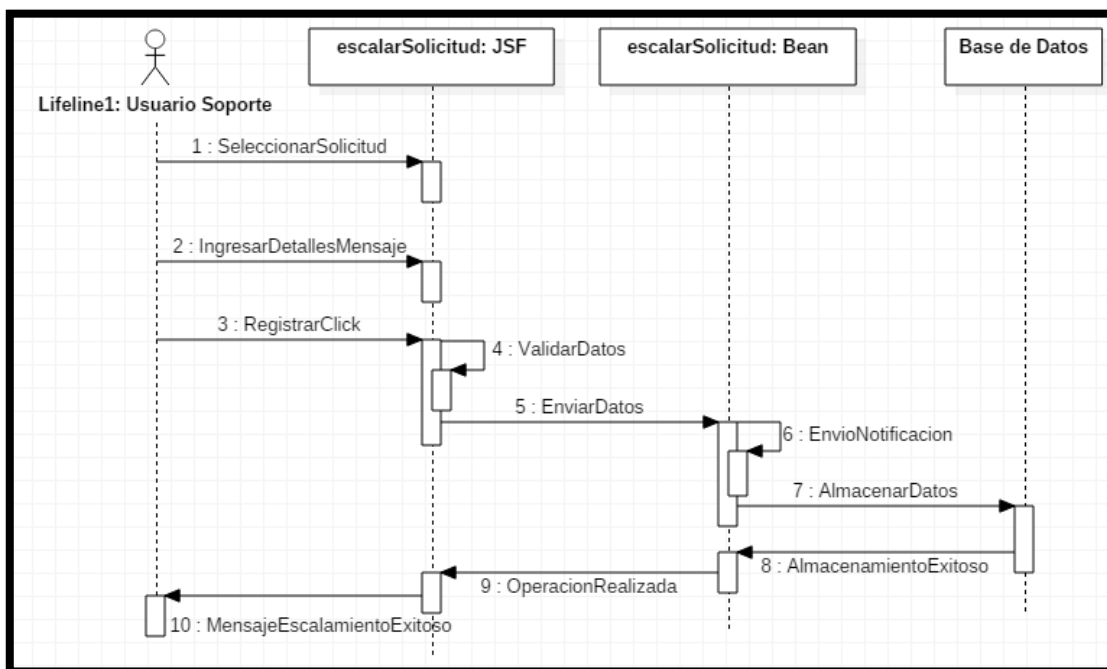 escalarSolicitud: JSF
escalarSolicitud: Bean
Base de Datos
Lifeline1: Usuario Soporte
1 : SeleccionarSolicitud
2 : IngresarDetallesMensaje
3 : RegistrarClick
4 : ValidarDatos
5 : EnviarDatos
6 : EnvioNotificacion
7 : AlmacenarDatos
8 : AlmacenamientoExitoso
9 : OperacionRealizada
10 : MensajeEscalamientoExitoso